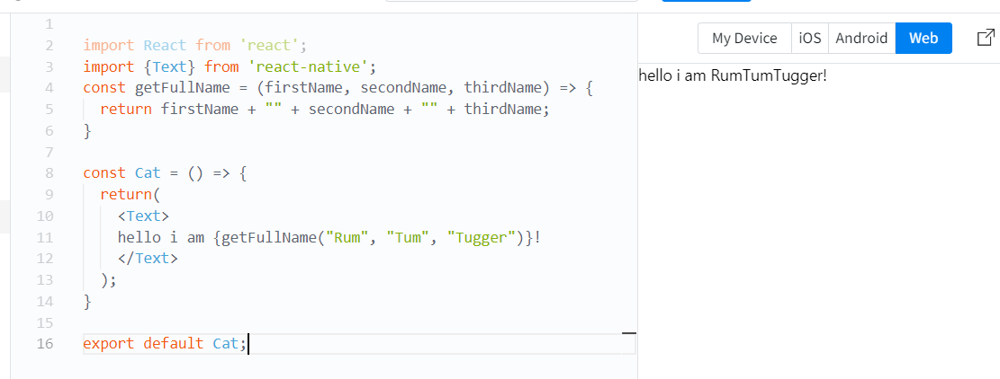 1
2 import React from 'react';
3 import {Text} from 'react-native';
4 const getFullName = (firstName, secondName, thirdName) => {
5 return firstName + "" + secondName + "" + thirdName;
6 }
7
8 const Cat = () => {
9 return(
10 <Text>
11 hello i am {getFullName("Rum", "Tum", "Tugger")}!
12 </Text>
13 );
14 }
15
16 export default Cat;
My Device iOS Android Web
hello i am RumTumTugger!